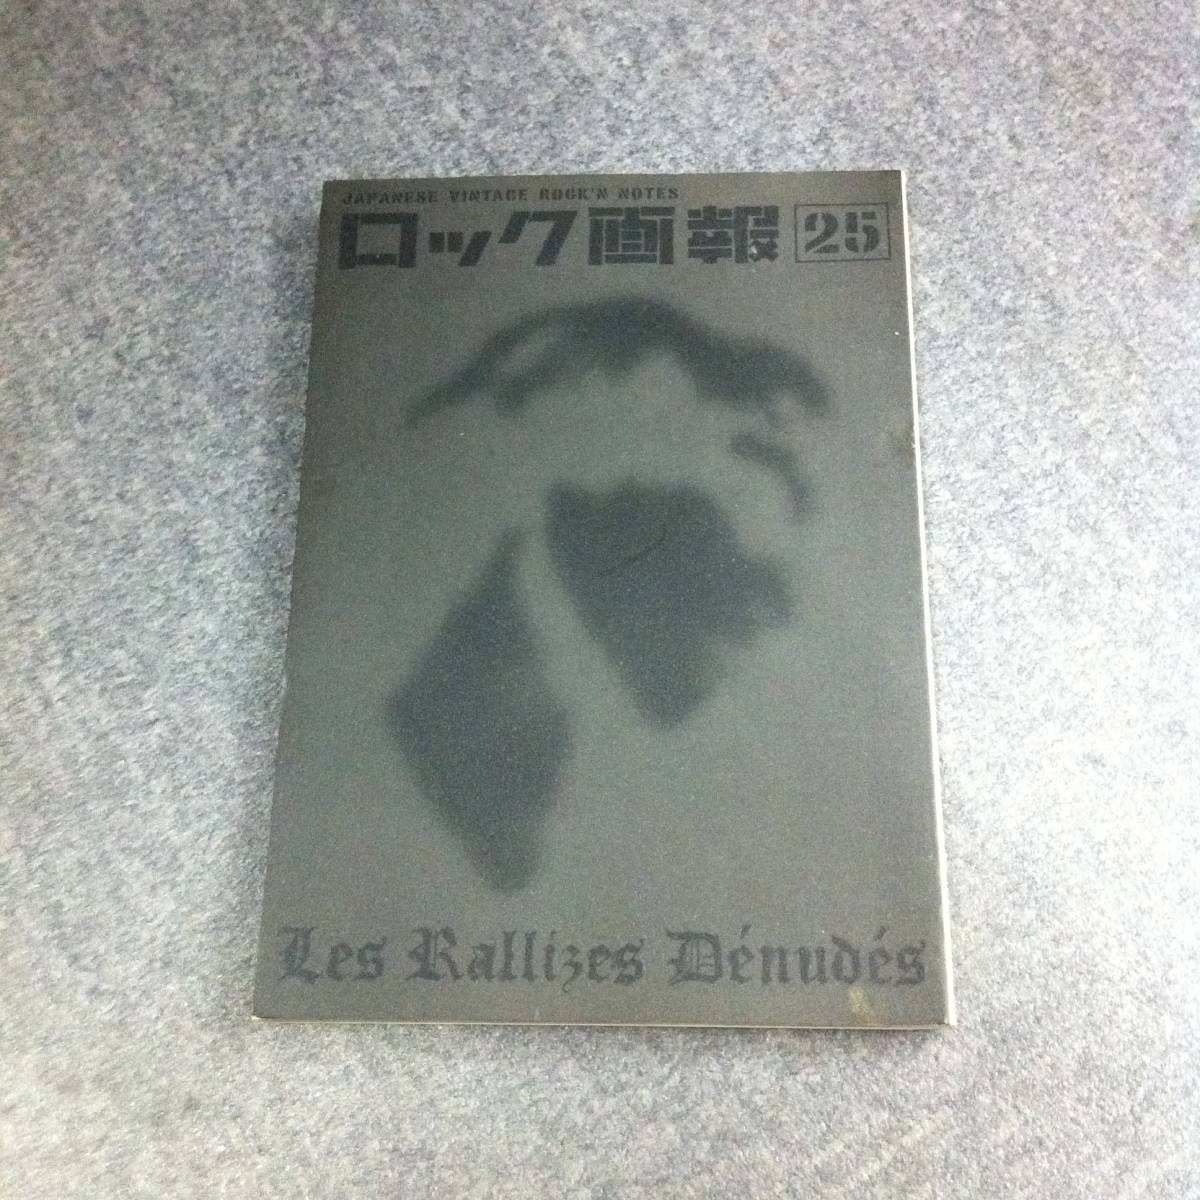 JAPANESE VINTAGE ROCK'N NOTES
ロック画報 25
Les Rallizes Dénudés